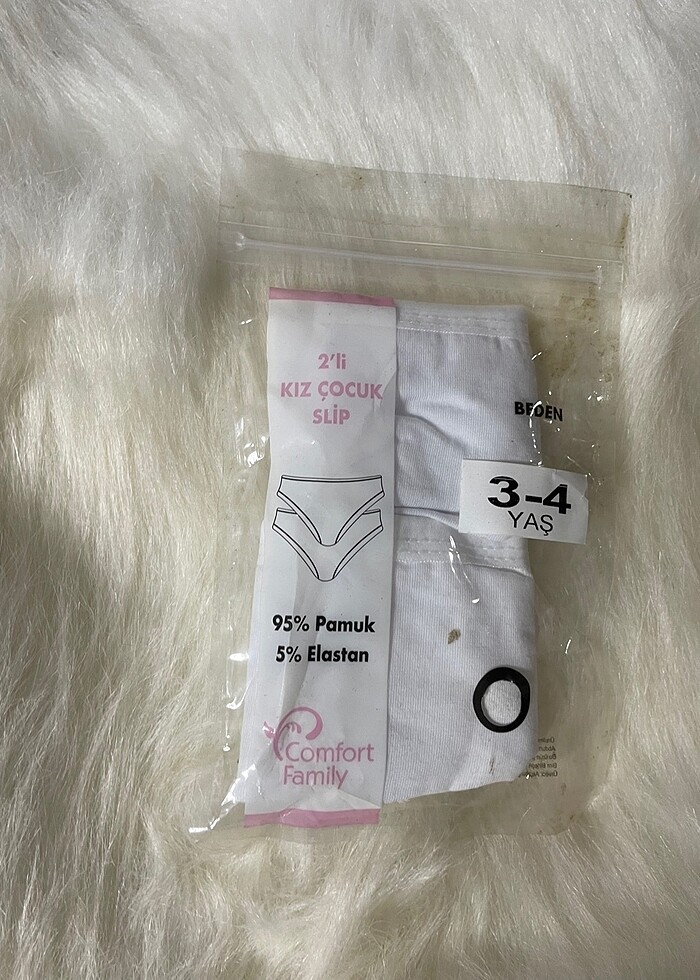 2'li
KIZ ÇOCUK
SLİP
BEDEN
3-4
YAŞ
95% Pamuk
5% Elastan
Comfort
Family